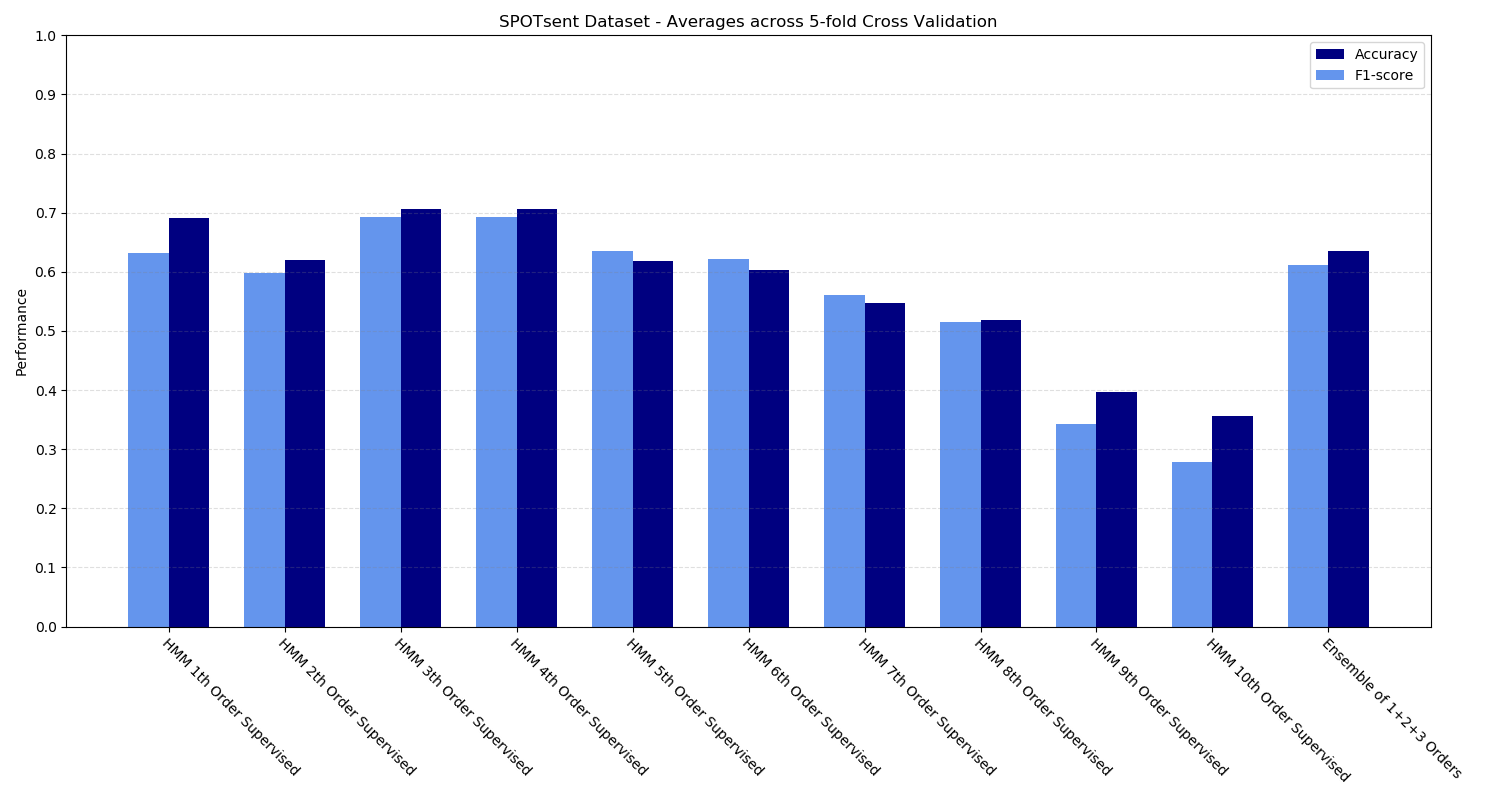 SPOTsent Dataset - Averages across 5-fold Cross Validation
Accuracy
F1-score
Performance
1.0
0.9
0.8
0.7
0.6
0.5
0.4
0.3
0.2
0.1
0.0
HMM 1th Order Supervised
HMM 2th Order Supervised
HMM 3th Order Supervised
HMM 4th Order Supervised
HMM 5th Order Supervised
HMM 6th Order Supervised
HMM 7th Order Supervised
HMM 8th Order Supervised
HMM 9th Order Supervised
HMM 10th Order Supervised
Ensemble of 1+2+3 Orders